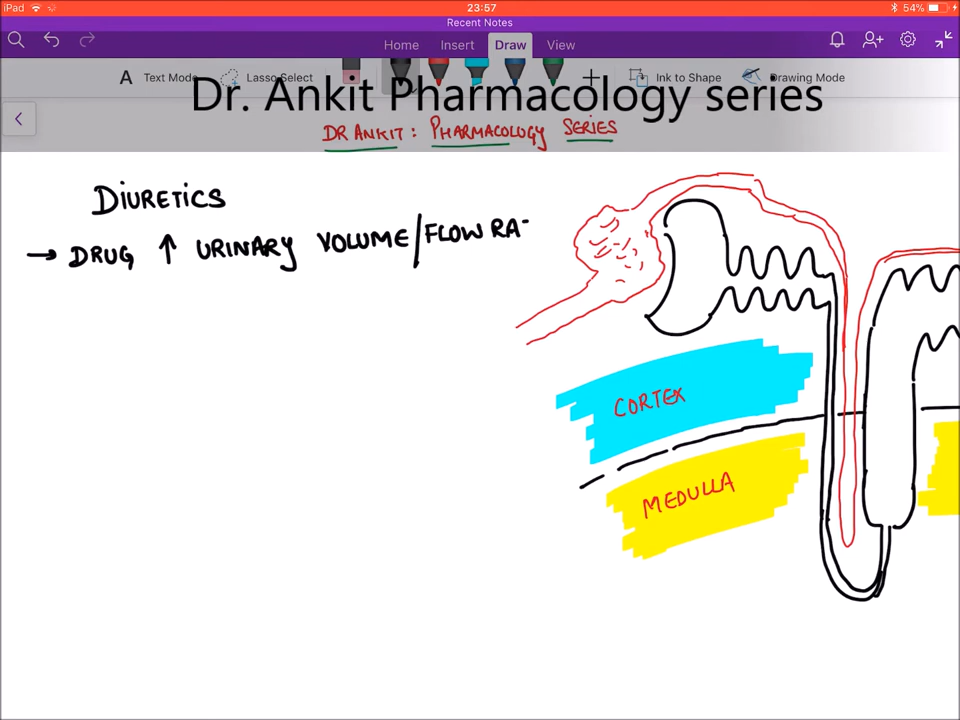 iPad 23:57 54%
Recent Notes
Home Insert Draw View
A Text Mode Lasso Select Ink to Shape Drawing Mode
Dr. Ankit Pharmacology series
DR ANKIT: PHARMACOLOGY SERIES
DIURETICS
→ DRUG ↑ URINARY VOLUME/FLOW RA
CORTEX
MEDULLA